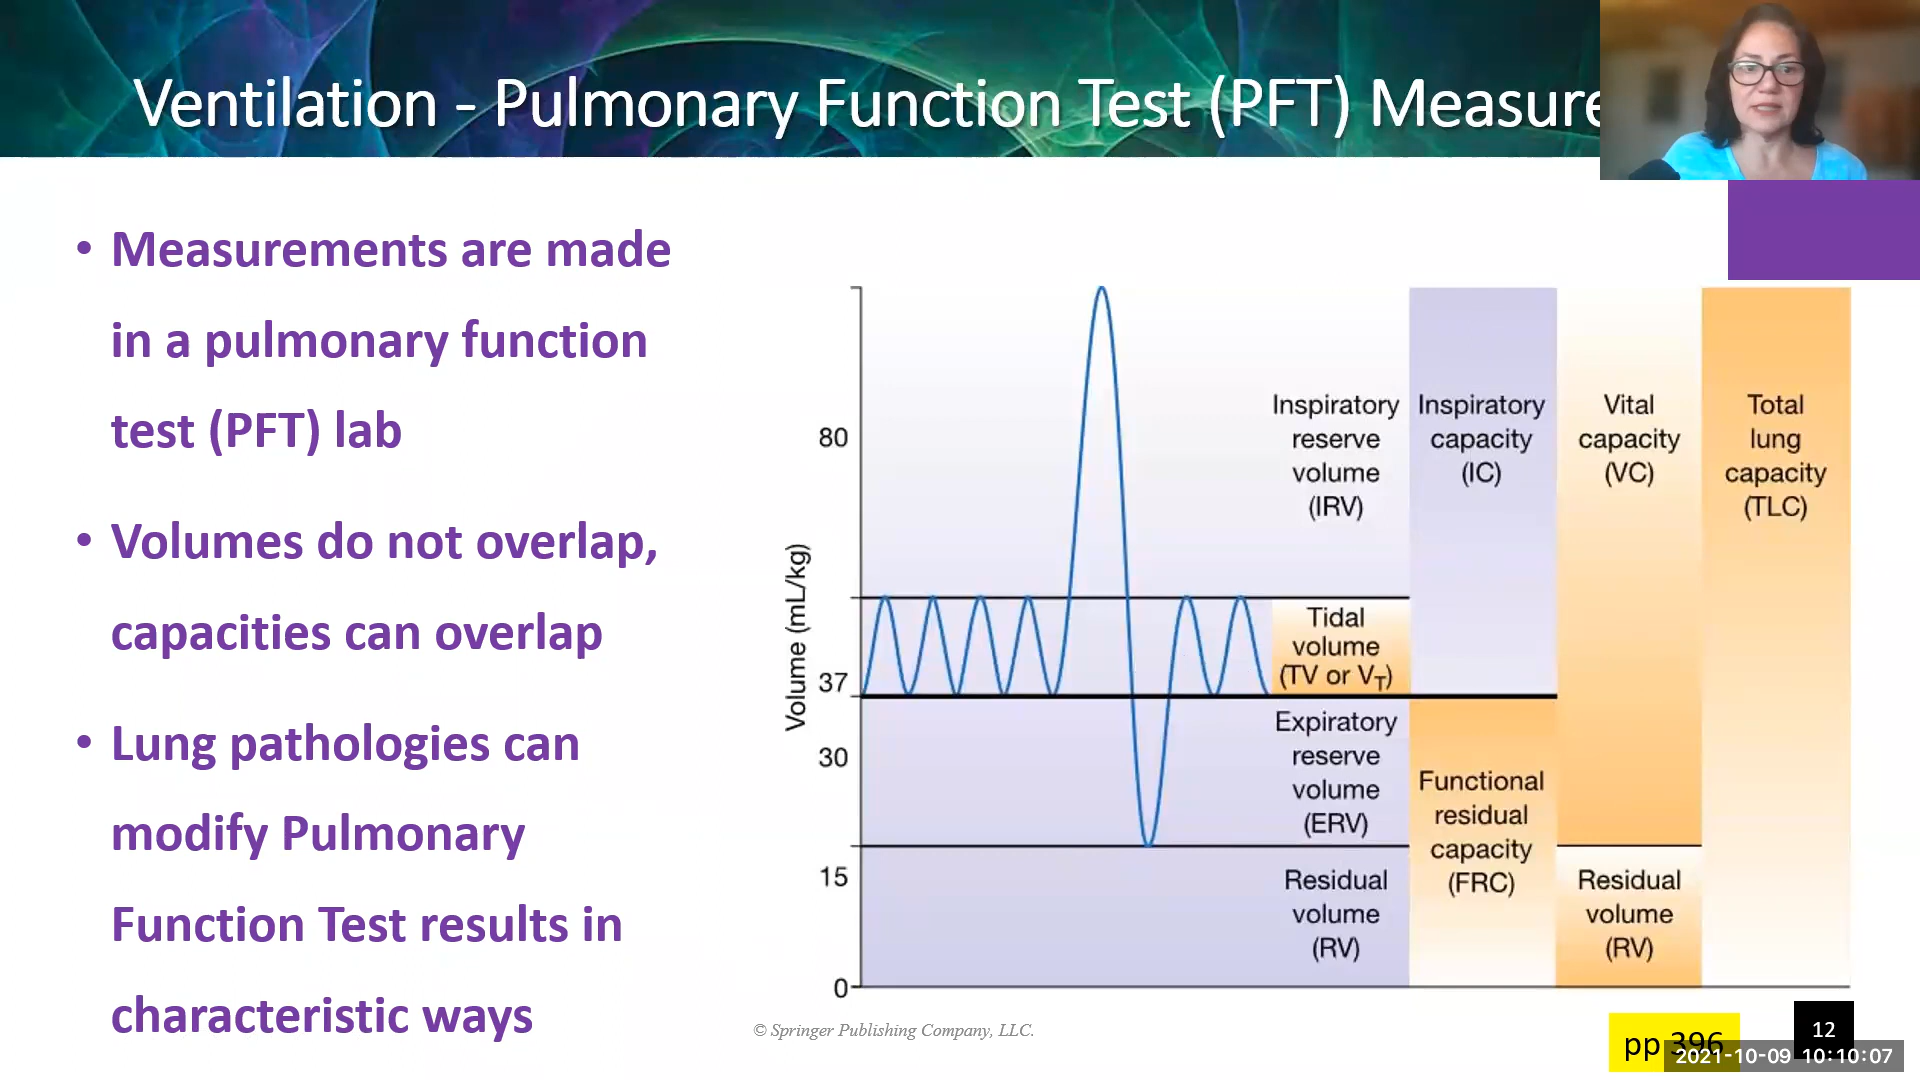 Ventilation - Pulmonary Function Test (PFT) Measure
• Measurements are made
in a pulmonary function
test (PFT) lab
• Volumes do not overlap,
capacities can overlap
• Lung pathologies can
modify Pulmonary
Function Test results in
characteristic ways
Volume (mL/kg)
80
37
30
15
0
Inspiratory
reserve
volume
(IRV)
Tidal
volume
(TV or VT)
Expiratory
reserve
volume
(ERV)
Residual
volume
(RV)
Inspiratory
capacity
(IC)
Functional
residual
capacity
(FRC)
Vital
capacity
(VC)
Residual
volume
(RV)
Total
lung
capacity
(TLC)
© Springer Publishing Company, LLC.
pp 396
12
2021-10-09 10:10:07